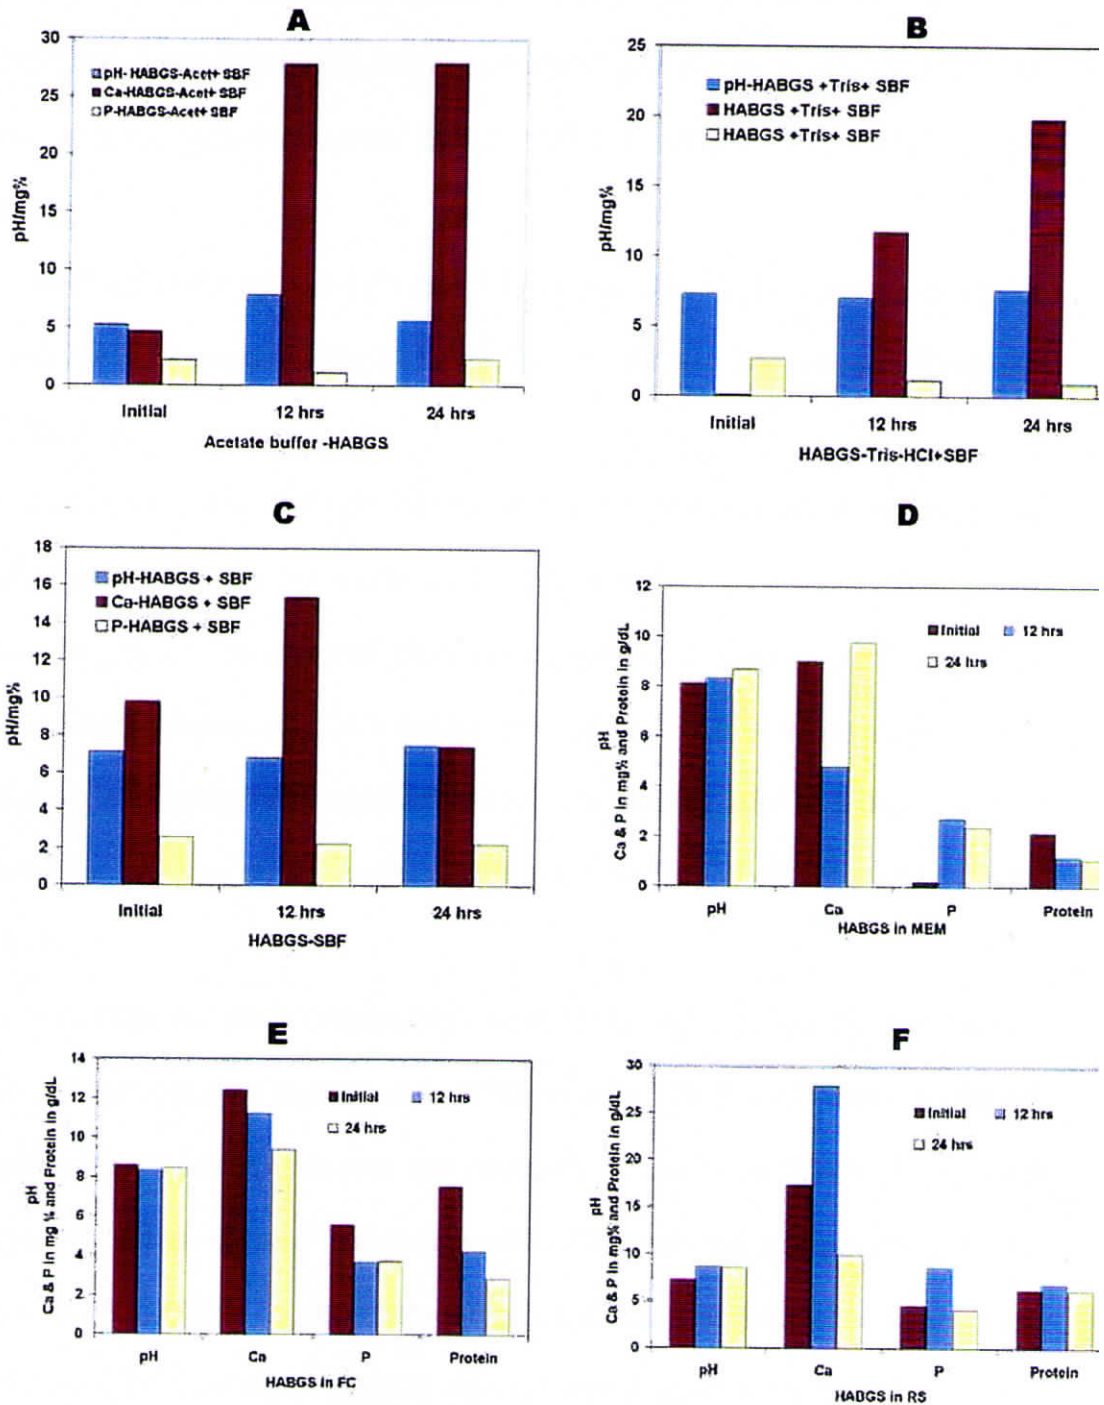 A
30
25
20
15
10
5
0
pH/mg%
pH- HABGS-Acet+ SBF
Ca-HABGS-Acet+ SBF
P-HABGS-Acet+ SBF
Initial 12 hrs 24 hrs
Acetate buffer -HABGS
B
25
20
15
10
5
0
pH/mg%
pH-HABGS +Tris+ SBF
HABGS +Tris+ SBF
HABGS +Tris+ SBF
Initial 12 hrs 24 hrs
HABGS-Tris-HCl+SBF
C
18
16
14
12
10
8
6
4
2
0
pH/mg%
pH-HABGS + SBF
Ca-HABGS + SBF
P-HABGS + SBF
Initial 12 hrs 24 hrs
HABGS-SBF
D
12
10
8
6
4
2
0
pH
Ca & P in mg% and Protein in g/dL
Initial 12 hrs
24 hrs
pH Ca P Protein
HABGS in MEM
E
14
12
10
8
6
4
2
0
pH
Ca & P in mg % and Protein in g/dL
Initial 12 hrs
24 hrs
pH Ca P Protein
HABGS in FC
F
30
25
20
15
10
5
0
pH
Ca & P in mg% and Protein in g/dL
Initial 12 hrs
24 hrs
pH Ca P Protein
HABGS in RS